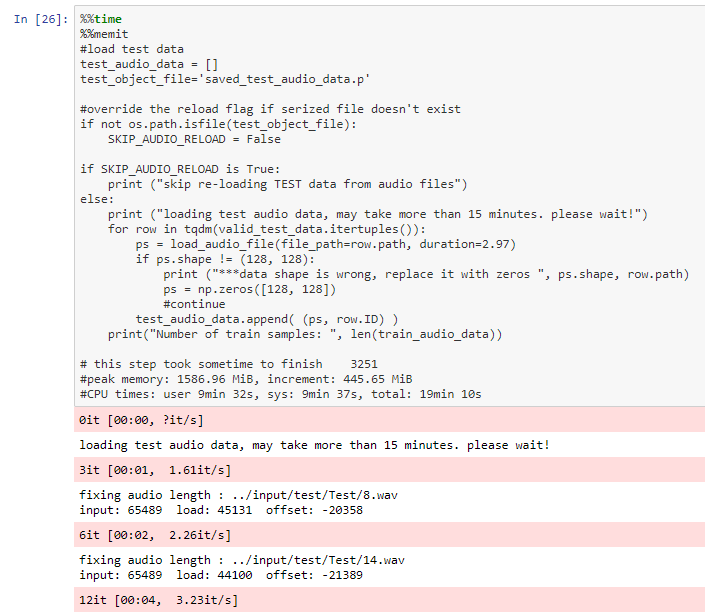 In [26]: %%time
%%memit
#load test data
test_audio_data = []
test_object_file='saved_test_audio_data.p'

#override the reload flag if serized file doesn't exist
if not os.path.isfile(test_object_file):
    SKIP_AUDIO_RELOAD = False

if SKIP_AUDIO_RELOAD is True:
    print ("skip re-loading TEST data from audio files")
else:
    print ("loading test audio data, may take more than 15 minutes. please wait!")
    for row in tqdm(valid_test_data.itertuples()):
        ps = load_audio_file(file_path=row.path, duration=2.97)
        if ps.shape != (128, 128):
            print ("***data shape is wrong, replace it with zeros ", ps.shape, row.path)
            ps = np.zeros([128, 128])
            #continue
        test_audio_data.append( (ps, row.ID) )
    print("Number of train samples: ", len(train_audio_data))

# this step took sometime to finish    3251
#peak memory: 1586.96 MiB, increment: 445.65 MiB
#CPU times: user 9min 32s, sys: 9min 37s, total: 19min 10s
0it [00:00, ?it/s]
loading test audio data, may take more than 15 minutes. please wait!
3it [00:01,  1.61it/s]
fixing audio length : ../input/test/Test/8.wav
input: 65489  load: 45131  offset: -20358
6it [00:02,  2.26it/s]
fixing audio length : ../input/test/Test/14.wav
input: 65489  load: 44100  offset: -21389
12it [00:04,  3.23it/s]